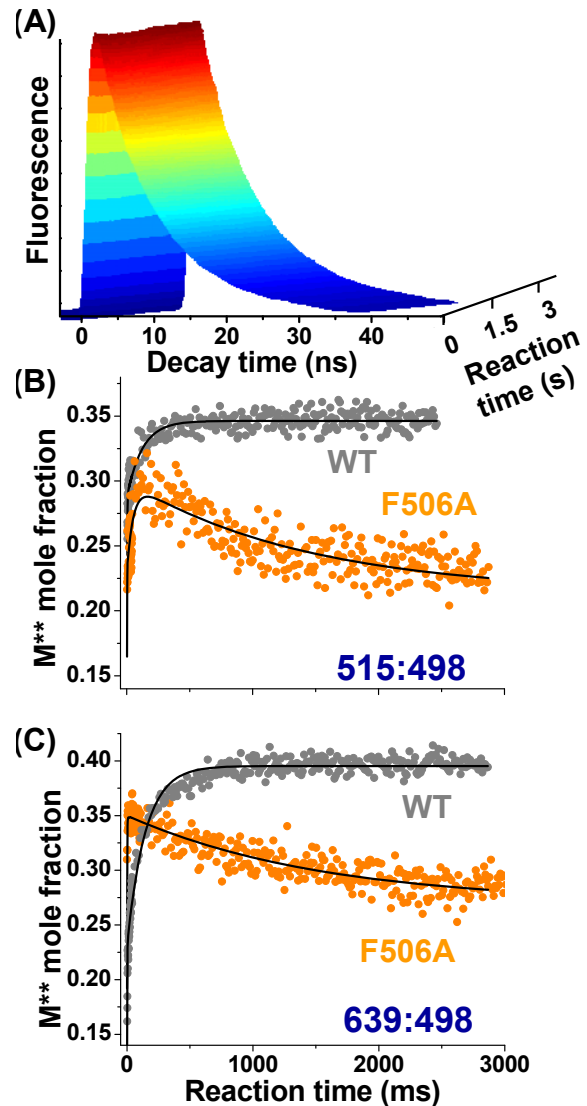 (A)
Fluorescence
0
10
20
30
40
Decay time (ns)
0
1.5
3
Reaction
time (s)
(B)
M** mole fraction
0.35
0.30
0.25
0.20
0.15
WT
F506A
515:498
(C)
M** mole fraction
0.40
0.35
0.30
0.25
0.20
0.15
WT
F506A
639:498
0
1000
2000
3000
Reaction time (ms)